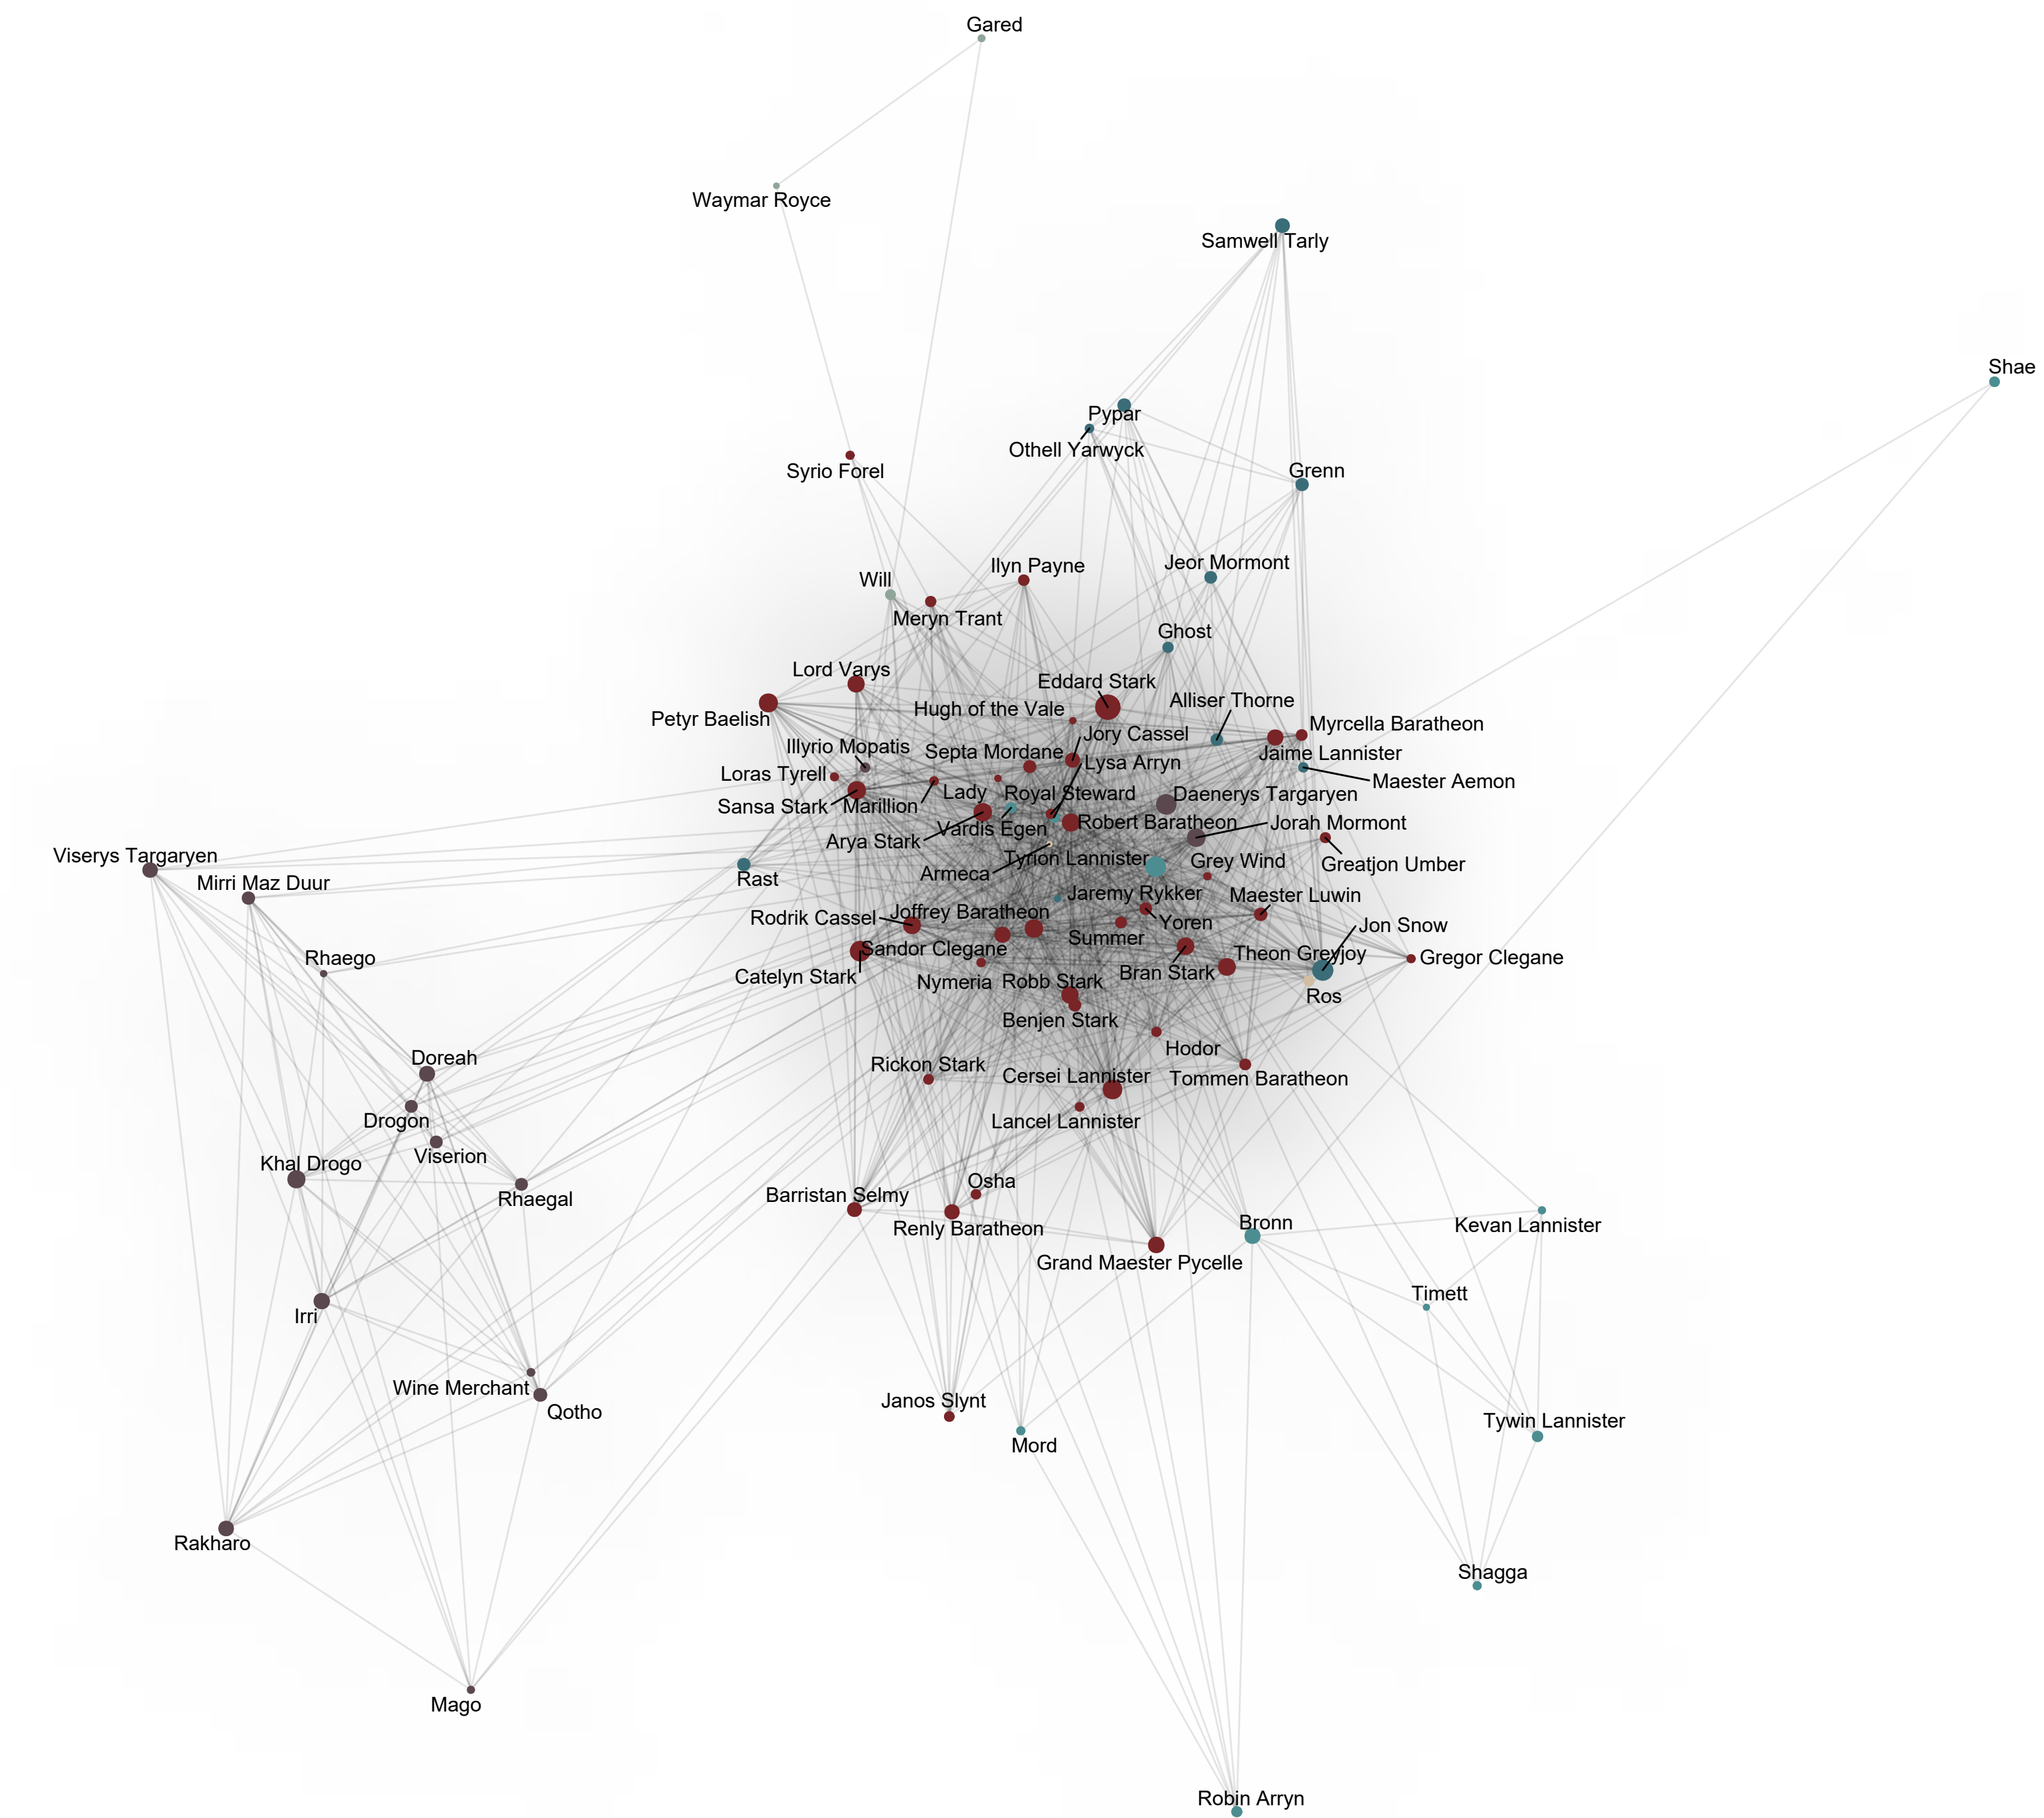 Gared
Waymar Royce
Samwell Tarly
Shae
Pypar
Othell Yarwyck
Syrio Forel
Grenn
Ilyn Payne
Jeor Mormont
Will
Meryn Trant
Ghost
Lord Varys
Eddard Stark
Alliser Thorne
Hugh of the Vale
Petyr Baelish
Myrcella Baratheon
Jory Cassel
Illyrio Mopatis
Septa Mordane
Jaime Lannister
Lysa Arryn
Loras Tyrell
Maester Aemon
Lady
Royal Steward
Daenerys Targaryen
Sansa Stark
Marillion
Vardis Egen
Robert Baratheon
Jorah Mormont
Arya Stark
Viserys Targaryen
Tyrion Lannister
Grey Wind
Greatjon Umber
Armeca
Rast
Mirri Maz Duur
Jaremy Rykker
Maester Luwin
Rodrik Cassel
Joffrey Baratheon
Yoren
Jon Snow
Summer
Sandor Clegane
Theon Greyjoy
Gregor Clegane
Rhaego
Catelyn Stark
Nymeria
Robb Stark
Bran Stark
Ros
Benjen Stark
Hodor
Doreah
Rickon Stark
Cersei Lannister
Tommen Baratheon
Drogon
Lancel Lannister
Viserion
Khal Drogo
Rhaegal
Osha
Barristan Selmy
Renly Baratheon
Bronn
Kevan Lannister
Grand Maester Pycelle
Timett
Irri
Wine Merchant
Qotho
Janos Slynt
Mord
Tywin Lannister
Rakharo
Shagga
Mago
Robin Arryn